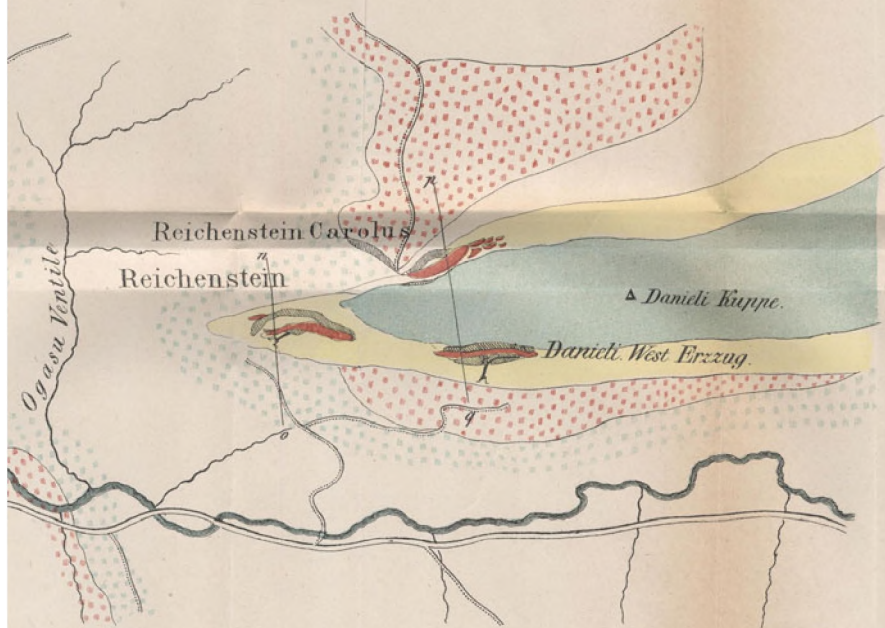 p
Reichenstein Carolus
n
Reichenstein
Ogasu Ventile
Danieli Kuppe.
Danieli West Erzzug.
q
o